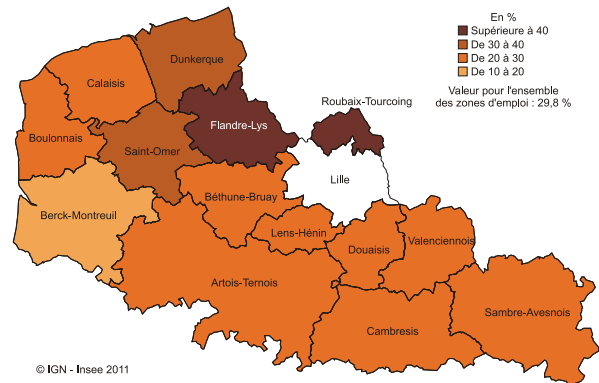 En %
Supérieure à 40
De 30 à 40
De 20 à 30
De 10 à 20
Valeur pour l'ensemble
des zones d'emploi : 29,8 %
Dunkerque
Calaisis
Roubaix-Tourcoing
Flandre-Lys
Boulonnais
Saint-Omer
Lille
Béthune-Bruay
Berck-Montreuil
Lens-Hénin
Douaisis
Valenciennois
Artois-Ternois
Sambre-Avesnois
Cambresis
© IGN - Insee 2011